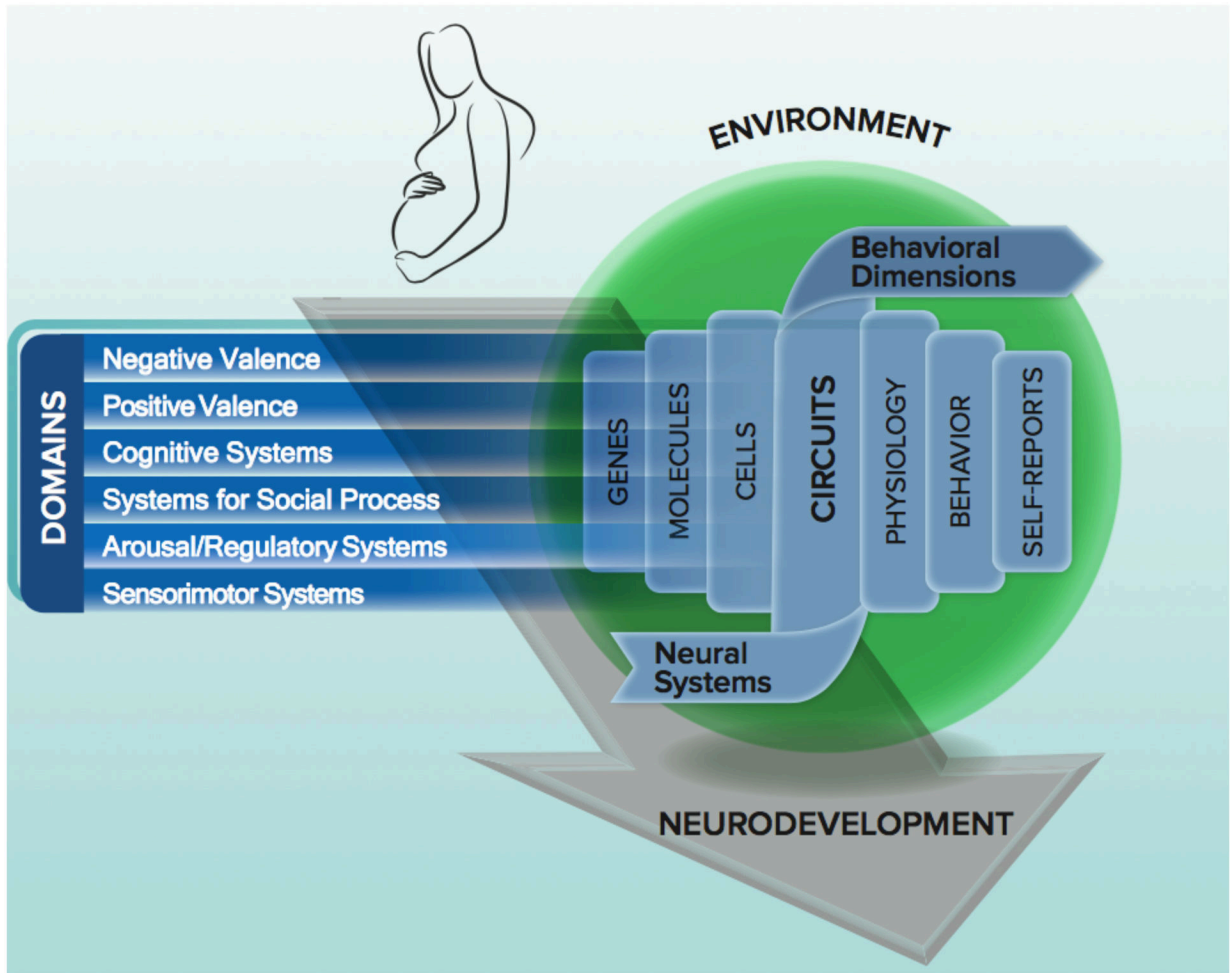 ENVIRONMENT
Behavioral
Dimensions
DOMAINS
Negative Valence
Positive Valence
Cognitive Systems
Systems for Social Process
Arousal/Regulatory Systems
Sensorimotor Systems
GENES
MOLECULES
CELLS
CIRCUITS
PHYSIOLOGY
BEHAVIOR
SELF-REPORTS
Neural
Systems
NEURODEVELOPMENT